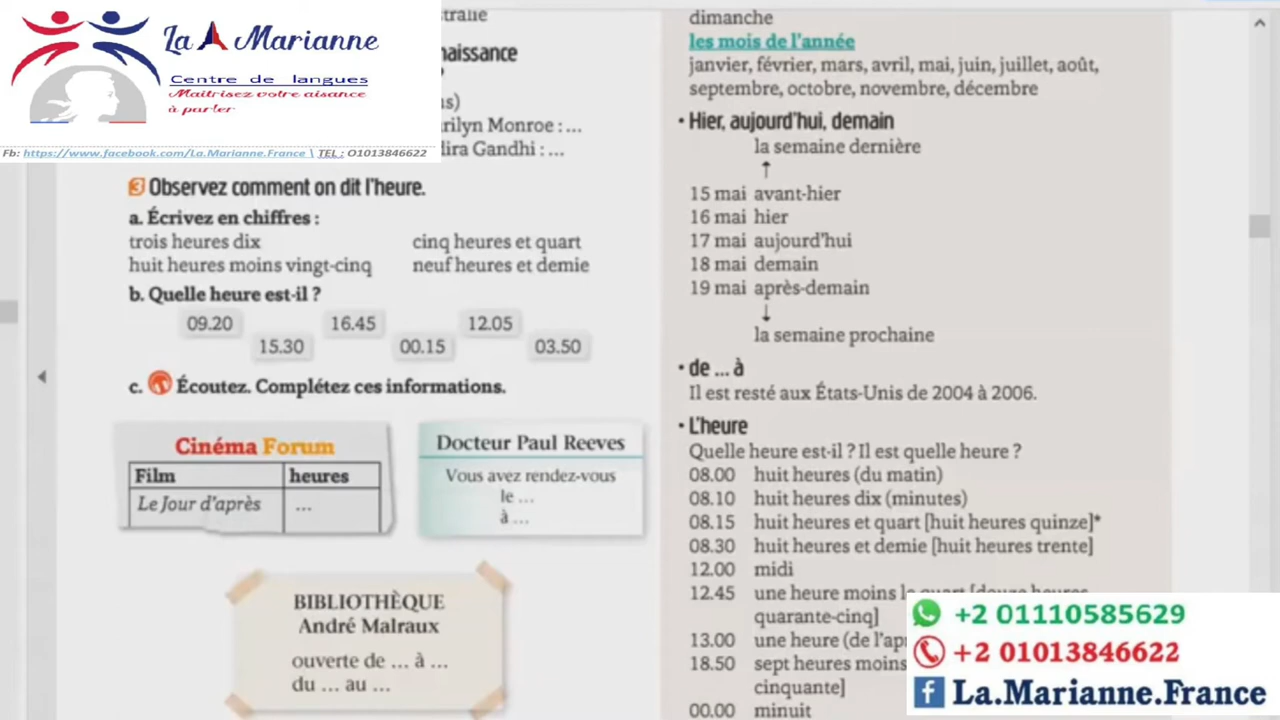 La Marianne
Centre de langues
Maîtrisez votre aisance
à parler
Fb: https://www.facebook.com/La.Marianne.France \ TEL : O1013846622
stralie
naissance
s)
rilyn Monroe : ...
dira Gandhi : ...
3 Observez comment on dit l'heure.
a. Écrivez en chiffres :
trois heures dix cinq heures et quart
huit heures moins vingt-cinq neuf heures et demie
b. Quelle heure est-il ?
09.20 16.45 12.05
15.30 00.15 03.50
c. Écoutez. Complétez ces informations.
Cinéma Forum
Film heures
Le Jour d'après ...
Docteur Paul Reeves
Vous avez rendez-vous
le ...
à ...
BIBLIOTHÈQUE
André Malraux
ouverte de ... à ...
du ... au ...
dimanche
les mois de l'année
janvier, février, mars, avril, mai, juin, juillet, août,
septembre, octobre, novembre, décembre
• Hier, aujourd'hui, demain
la semaine dernière
↑
15 mai avant-hier
16 mai hier
17 mai aujourd'hui
18 mai demain
19 mai après-demain
↓
la semaine prochaine
• de ... à
Il est resté aux États-Unis de 2004 à 2006.
• L'heure
Quelle heure est-il ? Il est quelle heure ?
08.00 huit heures (du matin)
08.10 huit heures dix (minutes)
08.15 huit heures et quart [huit heures quinze]*
08.30 huit heures et demie [huit heures trente]
12.00 midi
12.45 une heure moins le quart [douze heures
quarante-cinq]
13.00 une heure (de l'ap
18.50 sept heures moins
cinquante]
00.00 minuit
+2 01110585629
+2 01013846622
La.Marianne.France